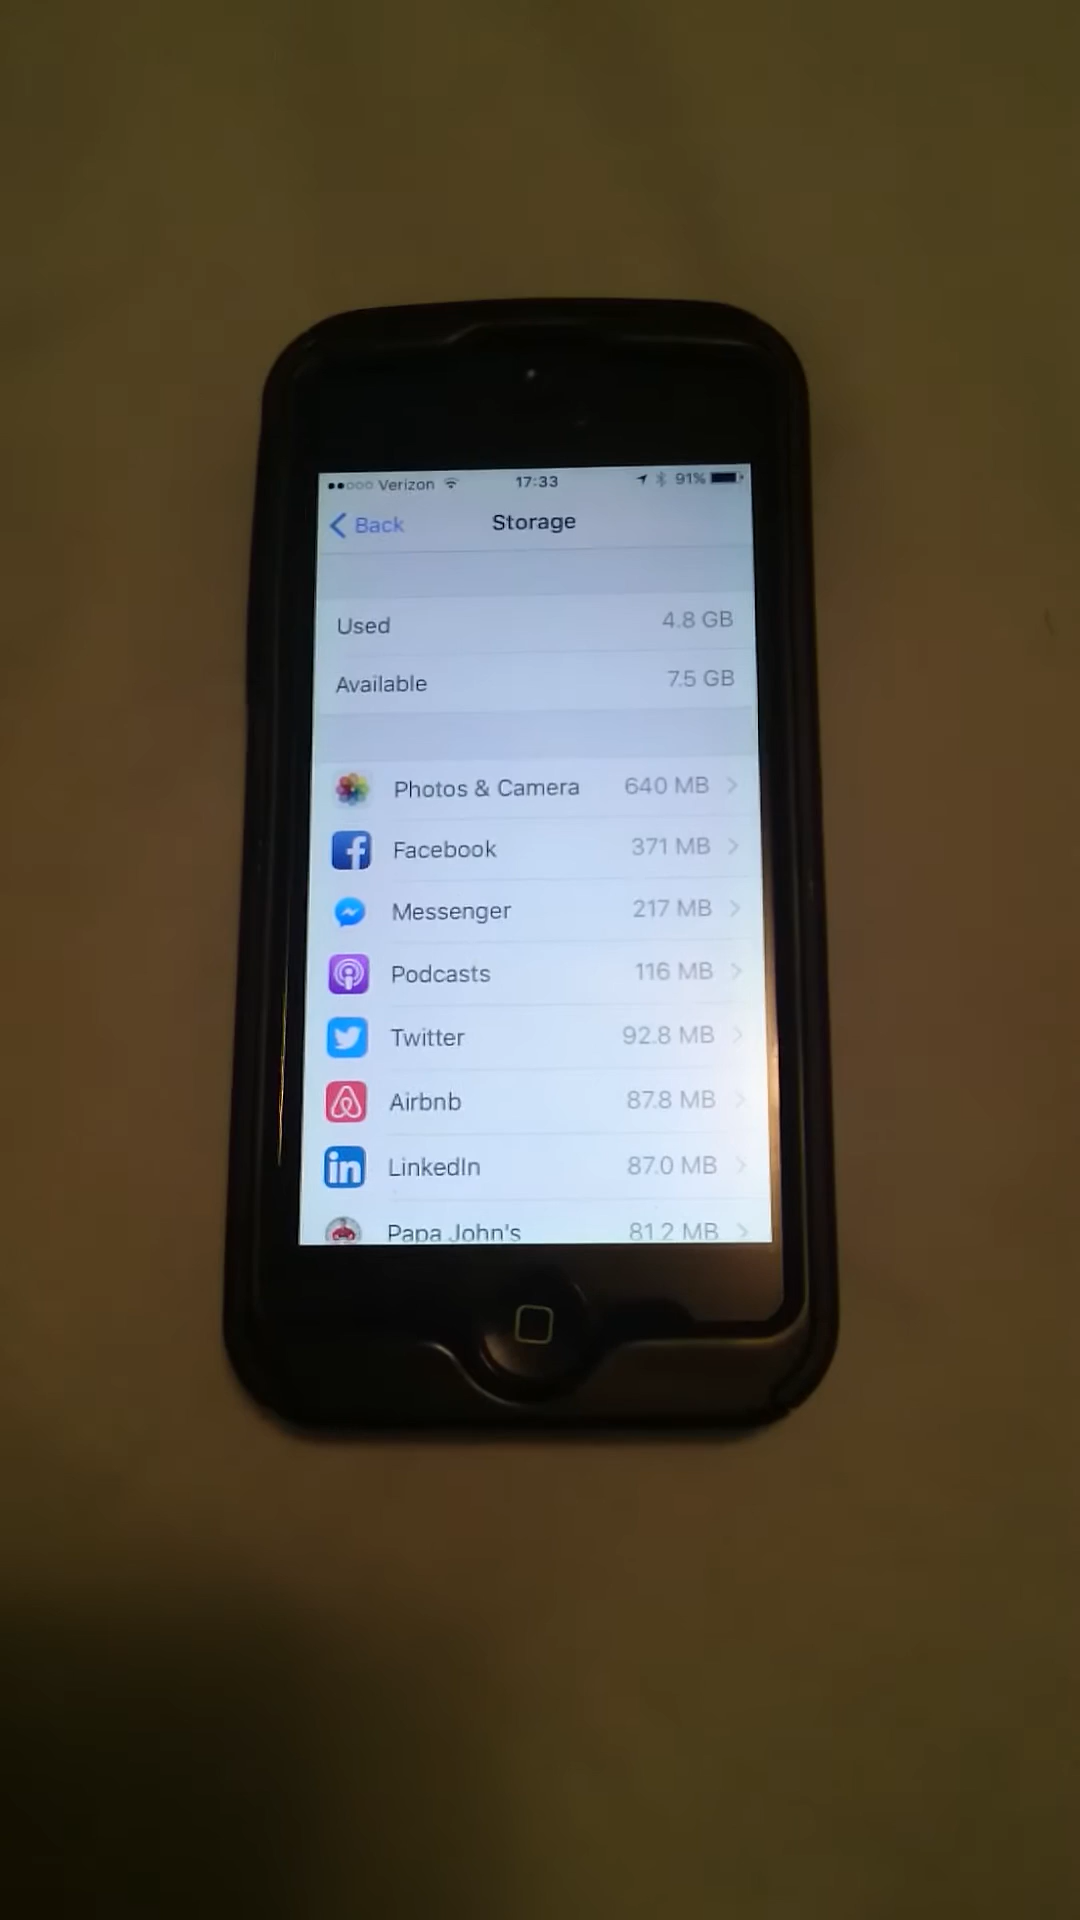 Verizon 17:33 91%
Back Storage
Used 4.8 GB
Available 7.5 GB
Photos & Camera 640 MB
Facebook 371 MB
Messenger 217 MB
Podcasts 116 MB
Twitter 92.8 MB
Airbnb 87.8 MB
in LinkedIn 87.0 MB
Papa John's 81.2 MB